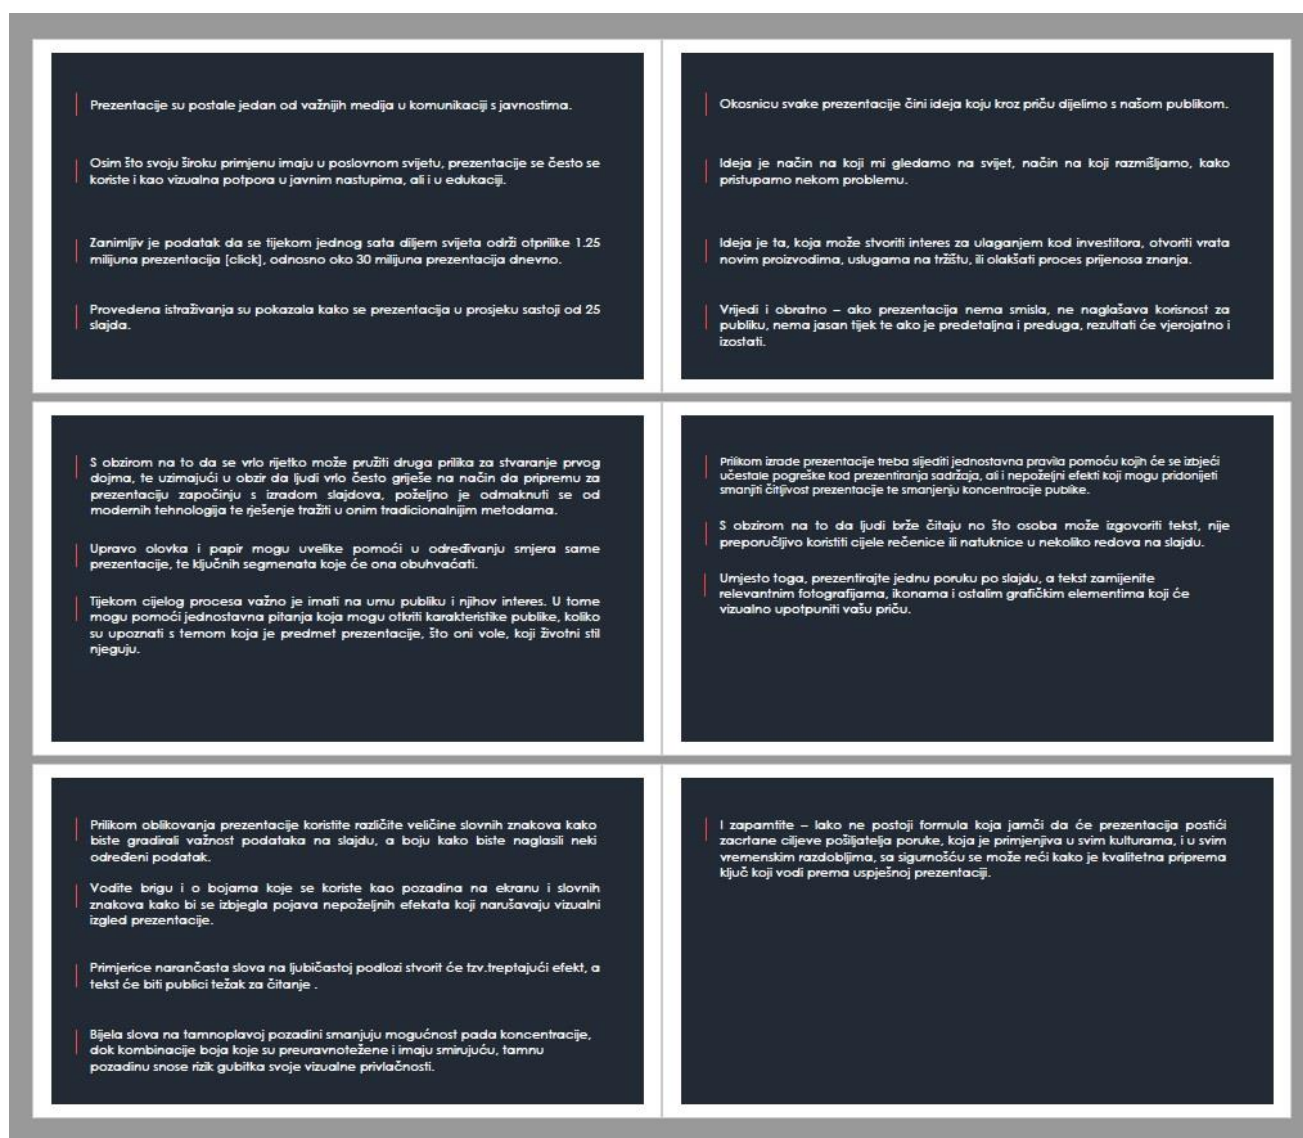 Prezentacije su postale jedan od važnijih medija u komunikaciji s javnostima.
Osim što svoju široku primjenu imaju u poslovnom svijetu, prezentacije se često se
koriste i kao vizualna potpora u javnim nastupima, ali i u edukaciji.
Zanimljiv je podatak da se tijekom jednog sata diljem svijeta održi otprilike 1.25
milijuna prezentacija [click], odnosno oko 30 milijuna prezentacija dnevno.
Provedena istraživanja su pokazala kako se prezentacija u prosjeku sastoji od 25
slajda.
Okosnicu svake prezentacije čini ideja koju kroz priču dijelimo s našom publikom.
Ideja je način na koji mi gledamo na svijet, način na koji razmišljamo, kako
pristupamo nekom problemu.
Ideja je ta, koja može stvoriti interes za ulaganjem kod investitora, otvoriti vrata
novim proizvodima, uslugama na tržištu, ili olakšati proces prijenosa znanja.
Vrijedi i obratno – ako prezentacija nema smisla, ne naglašava korisnost za
publiku, nema jasan tijek te ako je predetaljna i preduga, rezultati će vjerojatno i
izostati.
S obzirom na to da se vrlo rijetko može pružiti druga prilika za stvaranje prvog
dojma, te uzimajući u obzir da ljudi vrlo često griješe na način da pripremu za
prezentaciju započinju s izradom slajdova, poželjno je odmaknuti se od
modernih tehnologija te rješenje tražiti u onim tradicionalnijim metodama.
Upravo olovka i papir mogu uvelike pomoći u određivanju smjera same
prezentacije, te ključnih segmenata koje će ona obuhvaćati.
Tijekom cijelog procesa važno je imati na umu publiku i njihov interes. U tome
mogu pomoći jednostavna pitanja koja mogu otkriti karakteristike publike, koliko
su upoznati s temom koja je predmet prezentacije, što oni vole, koji životni stil
njeguju.
Prilikom izrade prezentacije treba slijediti jednostavna pravila pomoću kojih će se izbjeći
učestale pogreške kod prezentiranja sadržaja, ali i nepoželjni efekti koji mogu pridonijeti
smanjiti čitljivost prezentacije te smanjenju koncentracije publike.
S obzirom na to da ljudi brže čitaju no što osoba može izgovoriti tekst, nije
preporučljivo koristiti cijele rečenice ili natuknice u nekoliko redova na slajdu.
Umjesto toga, prezentirajte jednu poruku po slajdu, a tekst zamijenite
relevantnim fotografijama, ikonama i ostalim grafičkim elementima koji će
vizualno upotpuniti vašu priču.
Prilikom oblikovanja prezentacije koristite različite veličine slovnih znakova kako
biste gradirali važnost podataka na slajdu, a boju kako biste naglasili neki
određeni podatak.
Vodite brigu i o bojama koje se koriste kao pozadina na ekranu i slovnih
znakova kako bi se izbjegla pojava nepoželjnih efekata koji narušavaju vizualni
izgled prezentacije.
Primjerice narančasta slova na ljubičastoj podlozi stvorit će tzv.treptajući efekt, a
tekst će biti publici težak za čitanje .
Bijela slova na tamnoplavoj pozadini smanjuju mogućnost pada koncentracije,
dok kombinacije boja koje su preuravnotežene i imaju smirujuću, tamnu
pozadinu snose rizik gubitka svoje vizualne privlačnosti.
I zapamtite – Iako ne postoji formula koja jamči da će prezentacija postići
zacrtane ciljeve pošiljatelja poruke, koja je primjenjiva u svim kulturama, i u svim
vremenskim razdobljima, sa sigurnošću se može reći kako je kvalitetna priprema
ključ koji vodi prema uspješnoj prezentaciji.